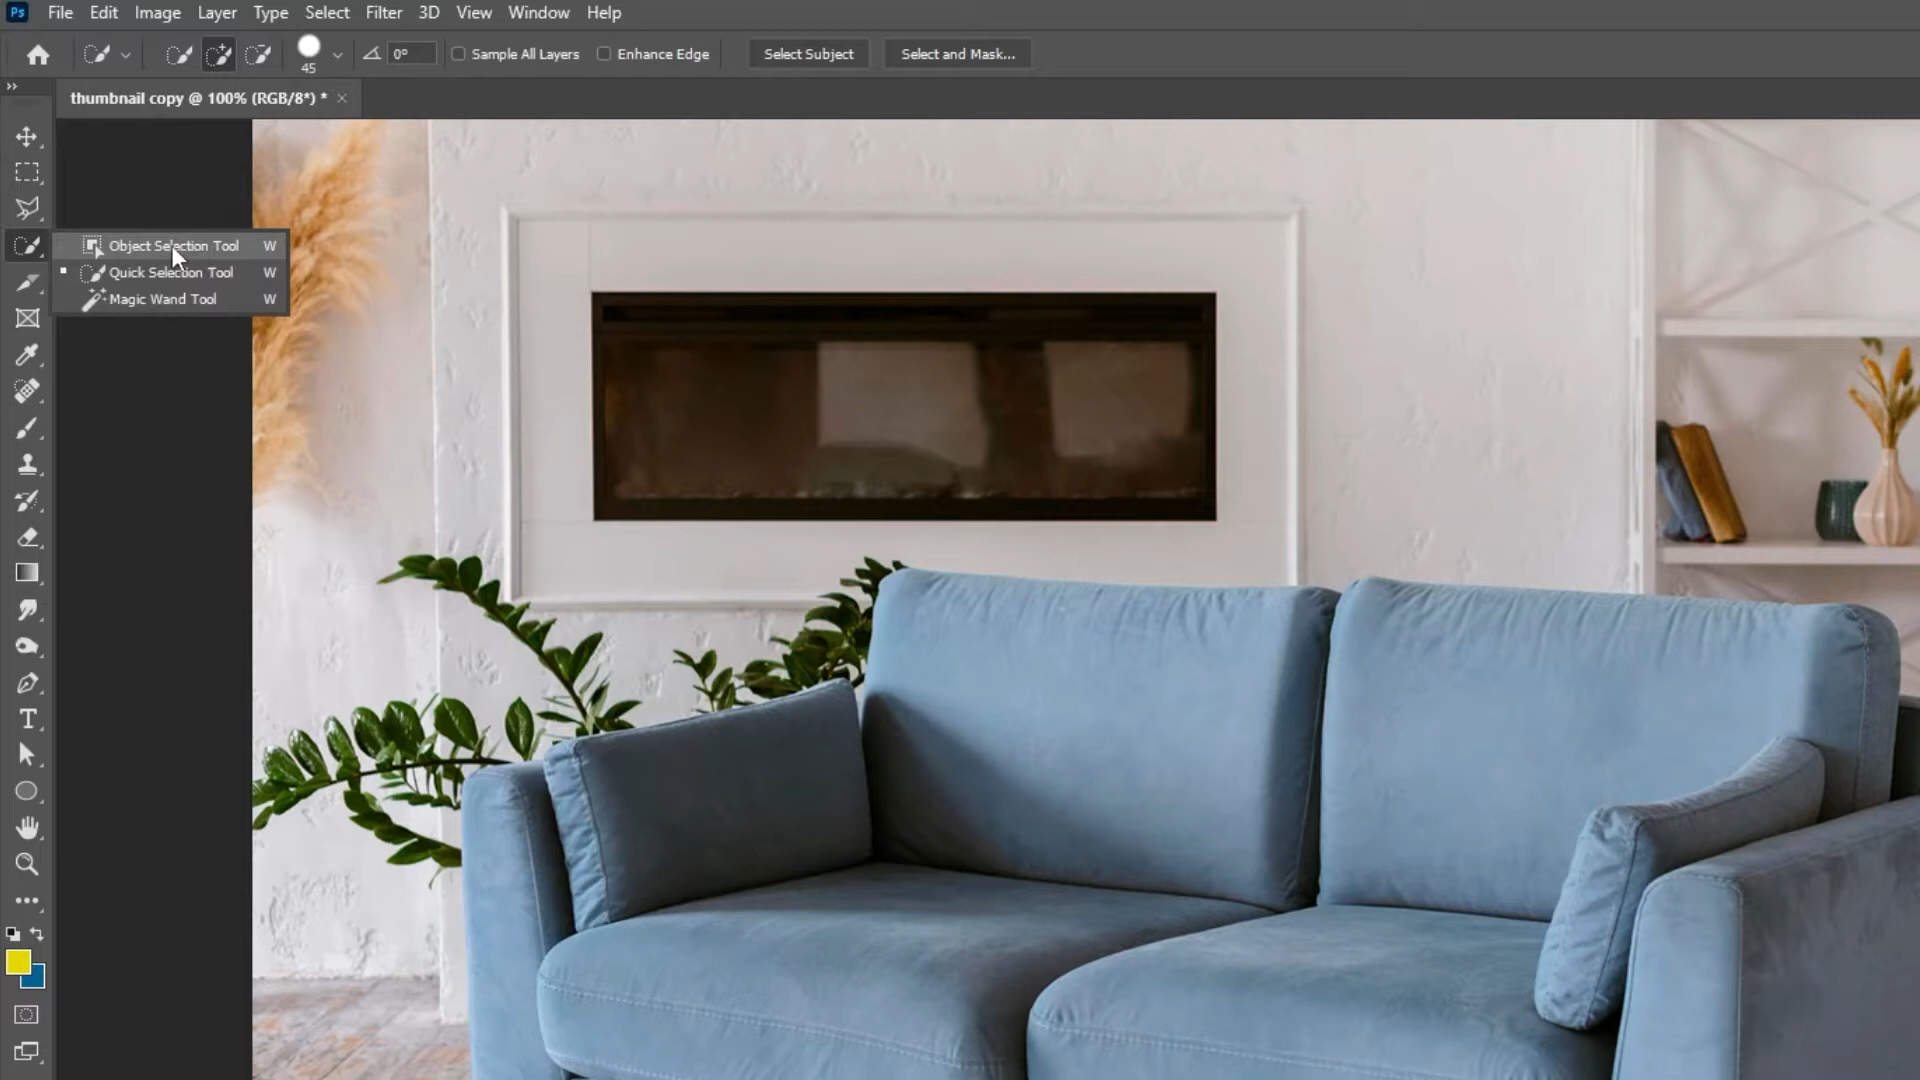 Ps File Edit Image Layer Type Select Filter 3D View Window Help
45 0° Sample All Layers Enhance Edge Select Subject Select and Mask...
thumbnail copy @ 100% (RGB/8*) * ×
Object Selection Tool W
Quick Selection Tool W
Magic Wand Tool W
T